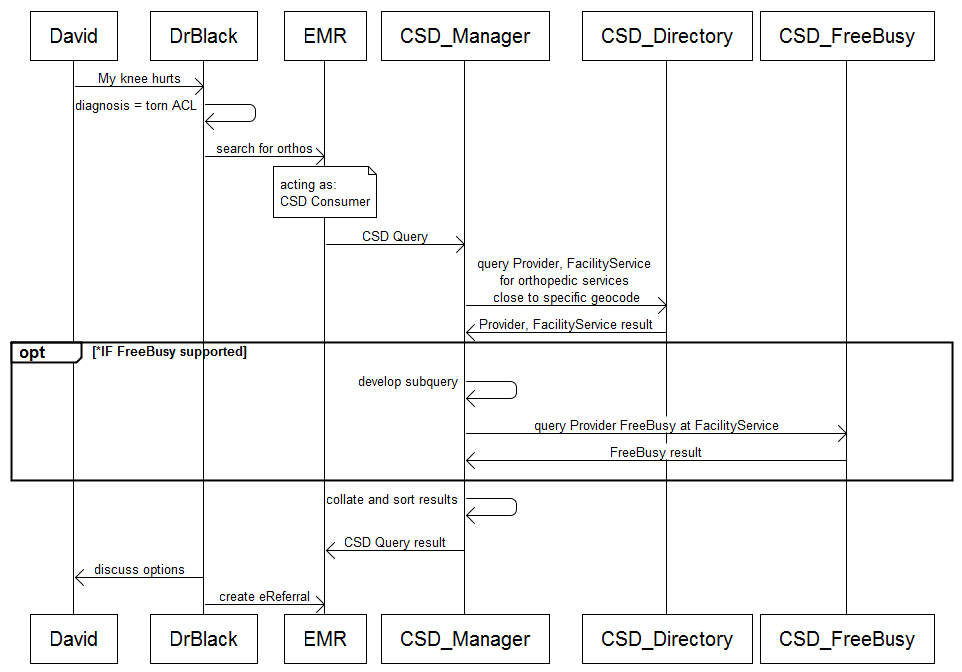 David
DrBlack
EMR
CSD_Manager
CSD_Directory
CSD_FreeBusy
My knee hurts
diagnosis = torn ACL
search for orthos
acting as:
CSD Consumer
CSD Query
query Provider, FacilityService
for orthopedic services
close to specific geocode
Provider, FacilityService result
opt
[*IF FreeBusy supported]
develop subquery
query Provider FreeBusy at FacilityService
FreeBusy result
collate and sort results
CSD Query result
discuss options
create eReferral
David
DrBlack
EMR
CSD_Manager
CSD_Directory
CSD_FreeBusy